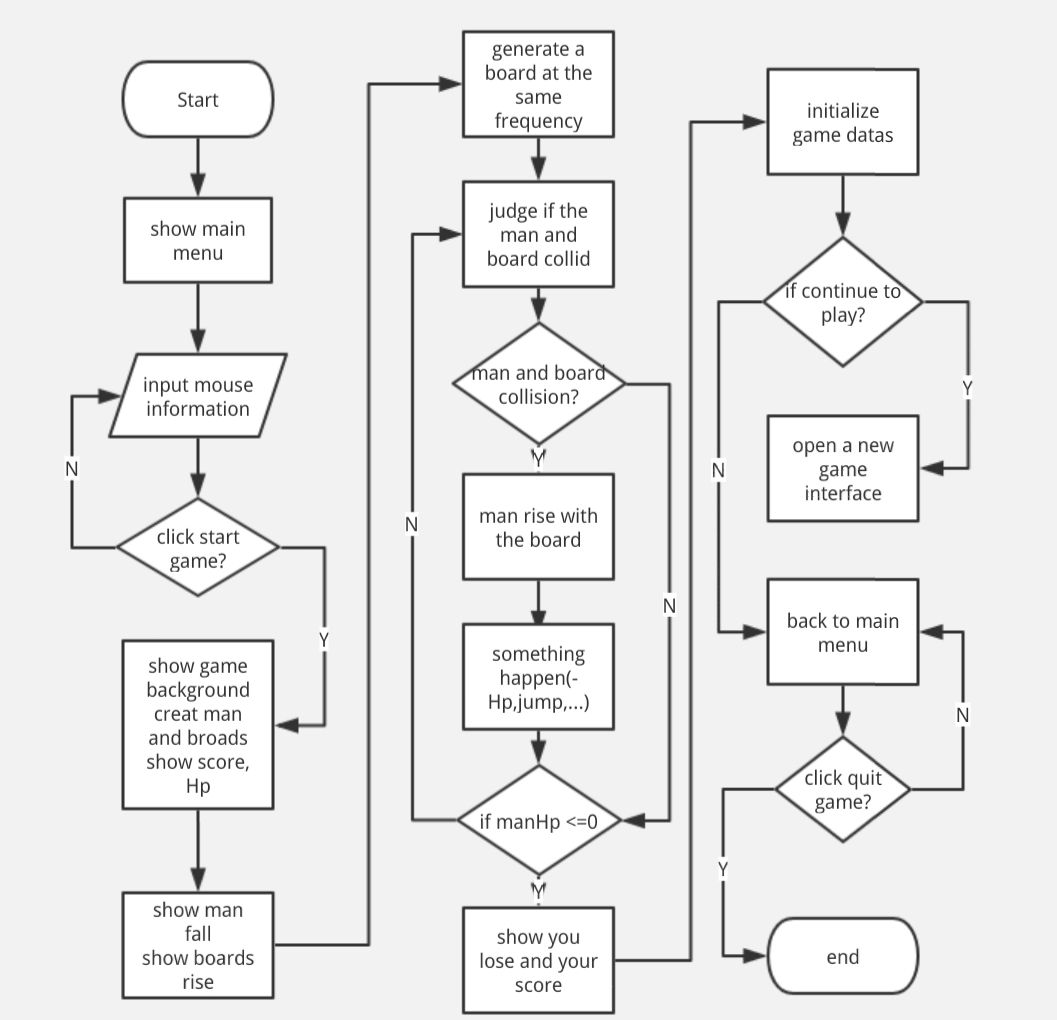 Start
show main
menu
input mouse
information
N
click start
game?
Y
show game
background
creat man
and broads
show score,
Hp
show man
fall
show boards
rise
generate a
board at the
same
frequency
judge if the
man and
board collid
man and board
collision?
Y
N
man rise with
the board
N
something
happen(-
Hp,jump,...)
if manHp <=0
Y
show you
lose and your
score
initialize
game datas
if continue to
play?
Y
N
open a new
game
interface
back to main
menu
N
click quit
game?
Y
end